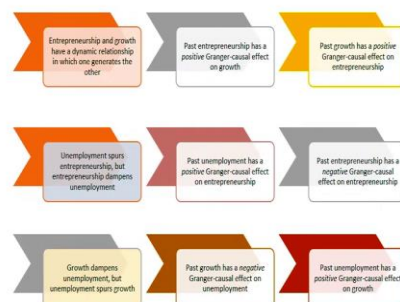 Entrepreneurship and growth
have a dynamic relationship
in which one generates the
other
Past entrepreneurship has a
positive Granger-causal effect
on growth
Past growth has a positive
Granger-causal effect on
entrepreneurship
Unemployment spurs
entrepreneurship, but
entrepreneurship dampens
unemployment
Past unemployment has a
positive Granger-causal effect
on entrepreneurship
Past entrepreneurship has a
negative Granger-causal
effect on entrepreneurship
Growth dampens
unemployment, but
unemployment spurs growth
Past growth has a negative
Granger-causal effect on
unemployment
Past unemployment has a
positive Granger-causal effect
on growth